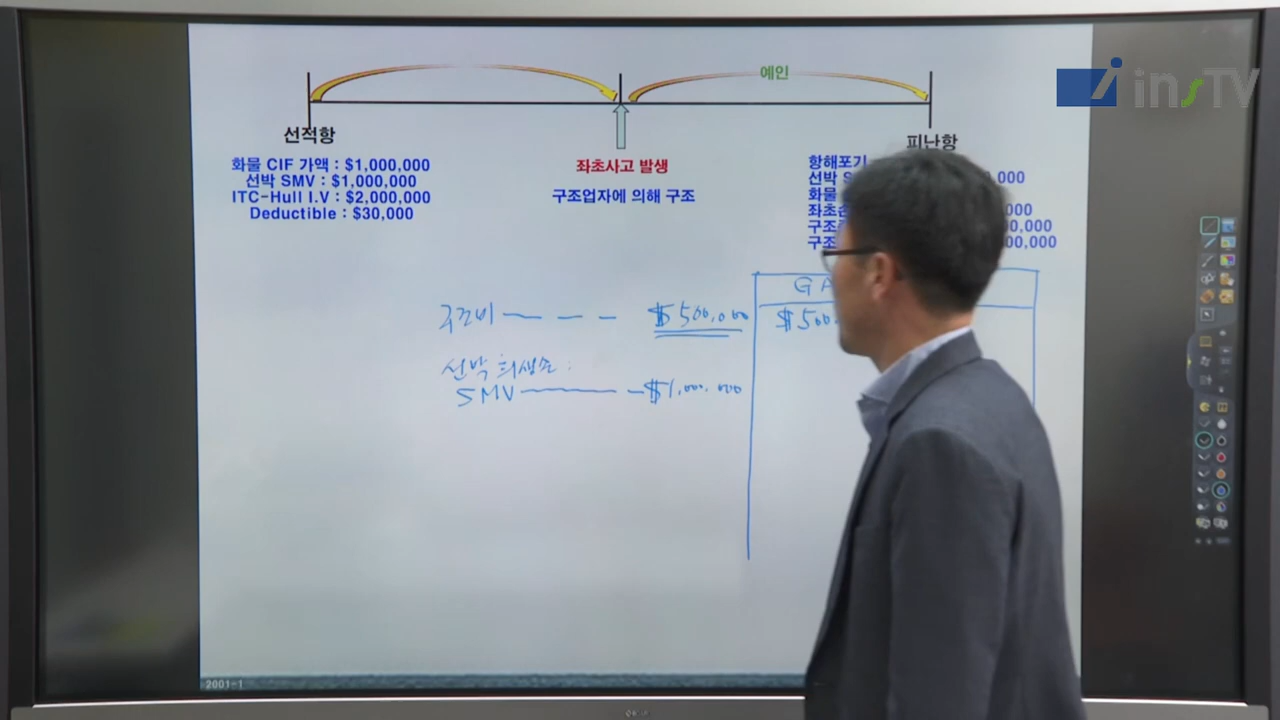 insTV
예인
선적항
피난항
화물 CIF 가액 : $1,000,000
선박 SMV : $1,000,000
ITC-Hull I.V : $2,000,000
Deductible : $30,000
좌초사고 발생
구조업자에 의해 구조
항해포기
선박
화물
좌초
구조
구조
G A
구조비 — — — $500,000
$500.
선박 희생손 :
SMV — $1,000,000
2001-1